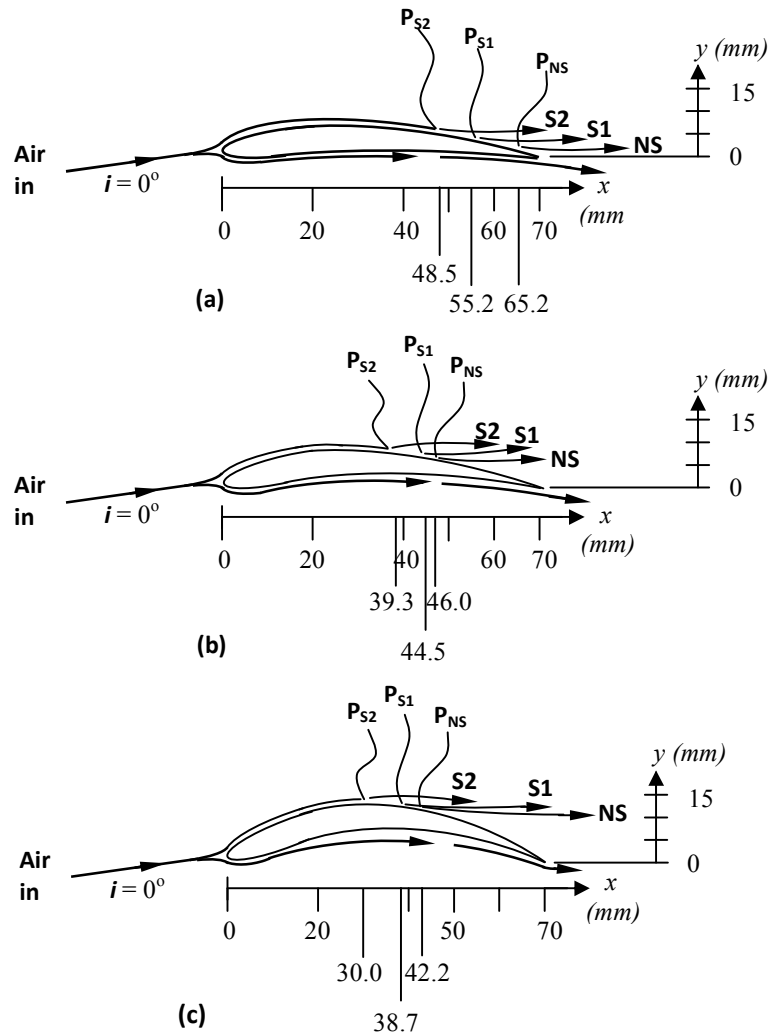 P_S2 P_S1 P_NS y (mm)
15
S2 S1 NS
0
Air in i = 0° x (mm
0 20 40 60 70
48.5
55.2 65.2
(a)
P_S2 P_S1 P_NS y (mm)
15
S2 S1 NS
0
Air in i = 0° x (mm)
0 20 40 60 70
39.3 46.0
44.5
(b)
P_S2 P_S1 P_NS y (mm)
15
S2 S1 NS
0
Air in i = 0° x (mm)
0 20 50 70
30.0 42.2
38.7
(c)